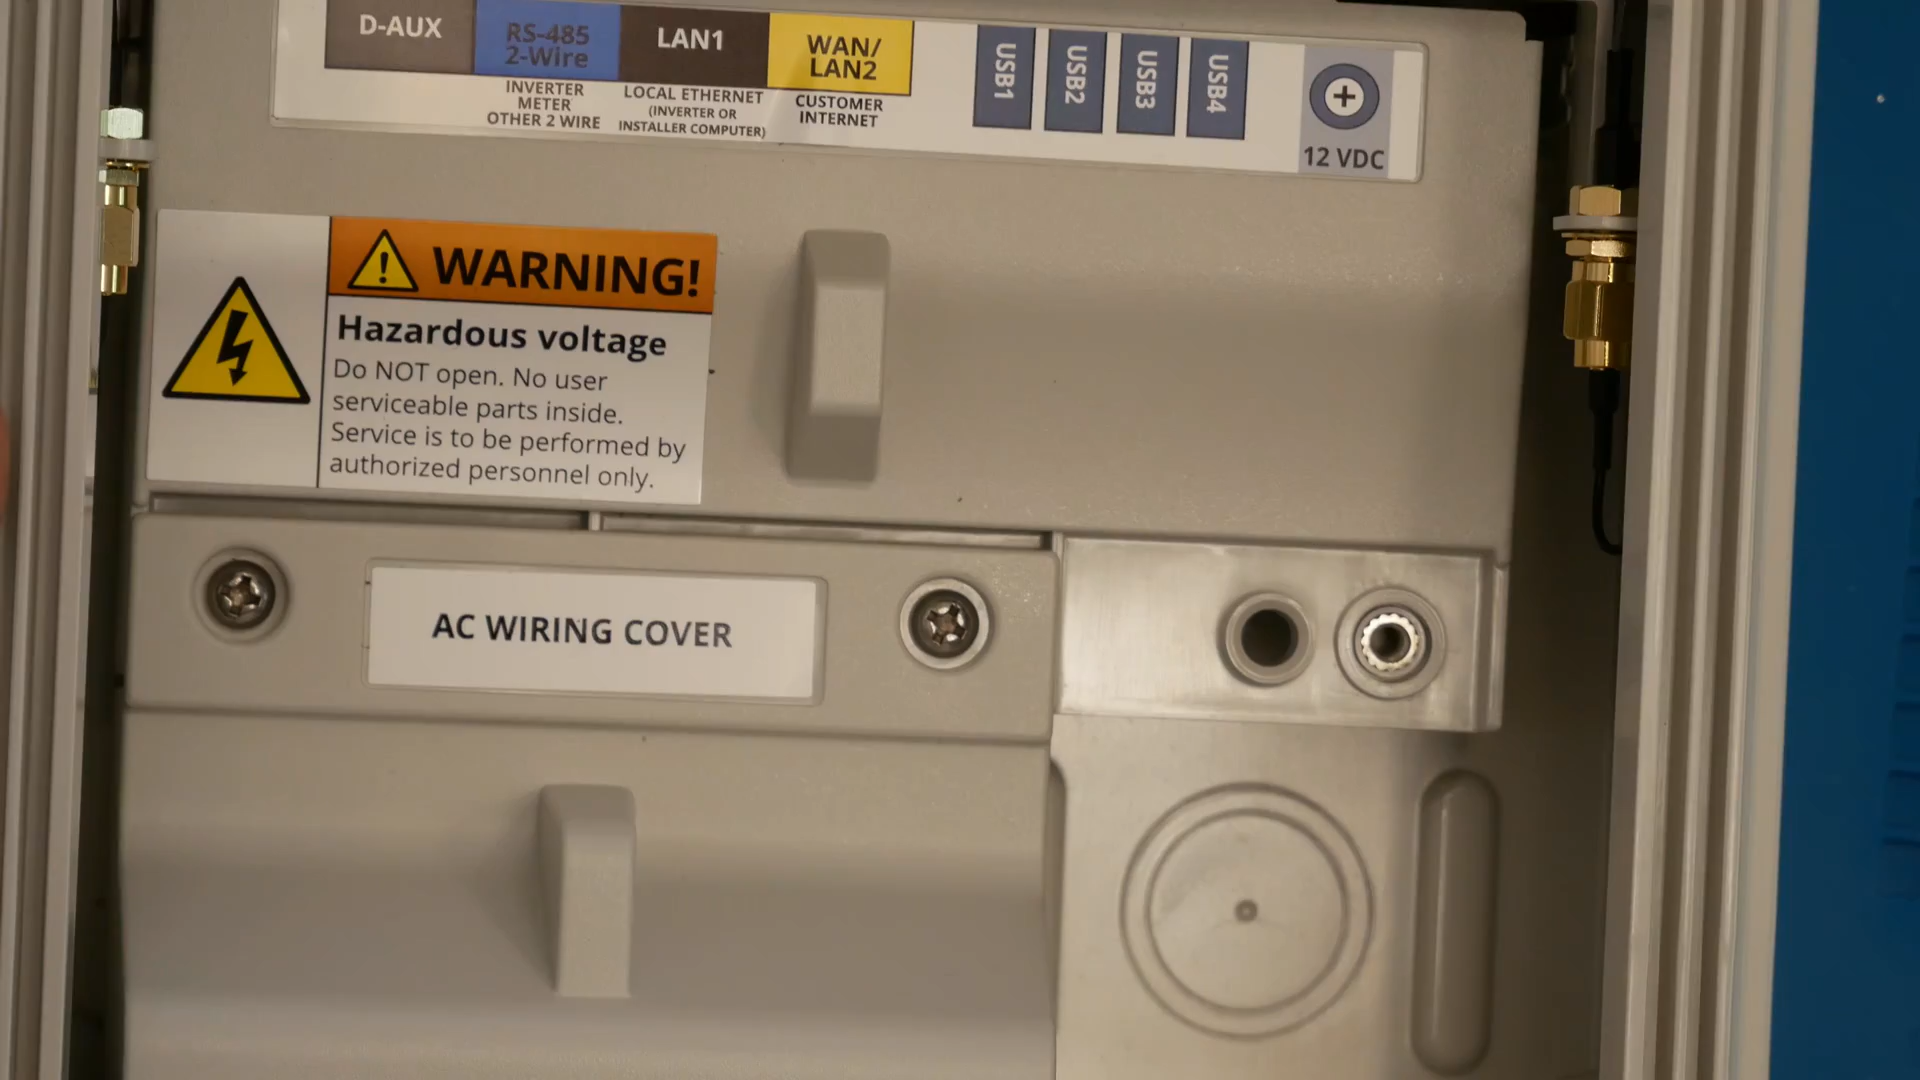 D-AUX
RS-485
2-Wire
LAN1
WAN/
LAN2
INVERTER
METER
OTHER 2 WIRE
LOCAL ETHERNET
(INVERTER OR
INSTALLER COMPUTER)
CUSTOMER
INTERNET
USB1
USB2
USB3
USB4
12 VDC
WARNING!
Hazardous voltage
Do NOT open. No user
serviceable parts inside.
Service is to be performed by
authorized personnel only.
AC WIRING COVER